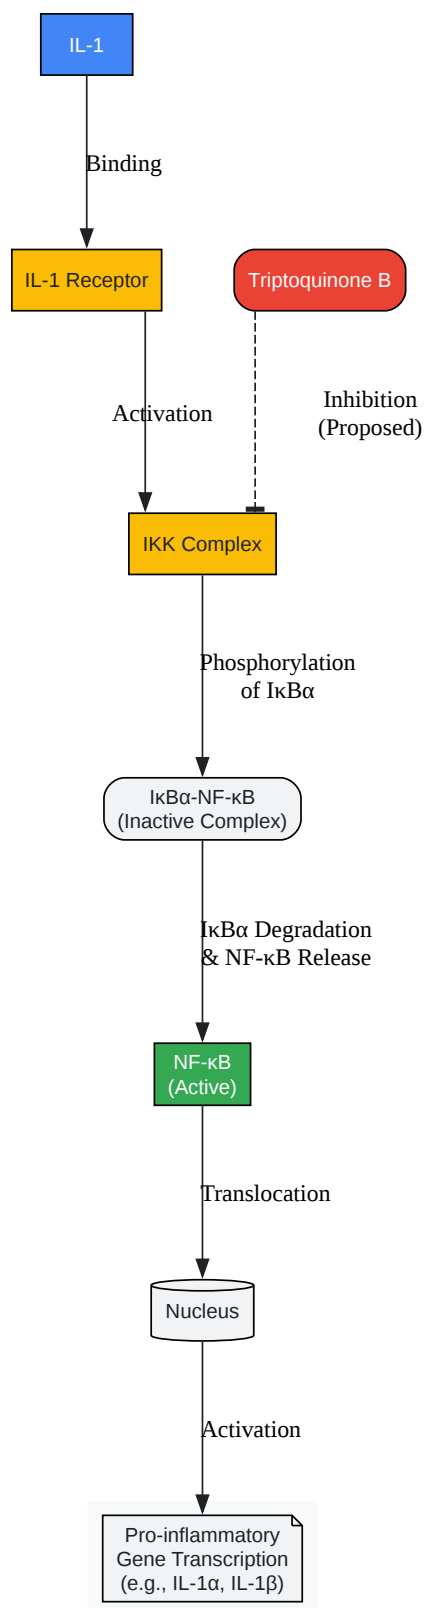 IL-1
Binding
IL-1 Receptor
Triptoquinone B
Activation
Inhibition
(Proposed)
IKK Complex
Phosphorylation
of IκBα
IκBα-NF-κB
(Inactive Complex)
IκBα Degradation
& NF-κB Release
NF-κB
(Active)
Translocation
Nucleus
Activation
Pro-inflammatory
Gene Transcription
(e.g., IL-1α, IL-1β)